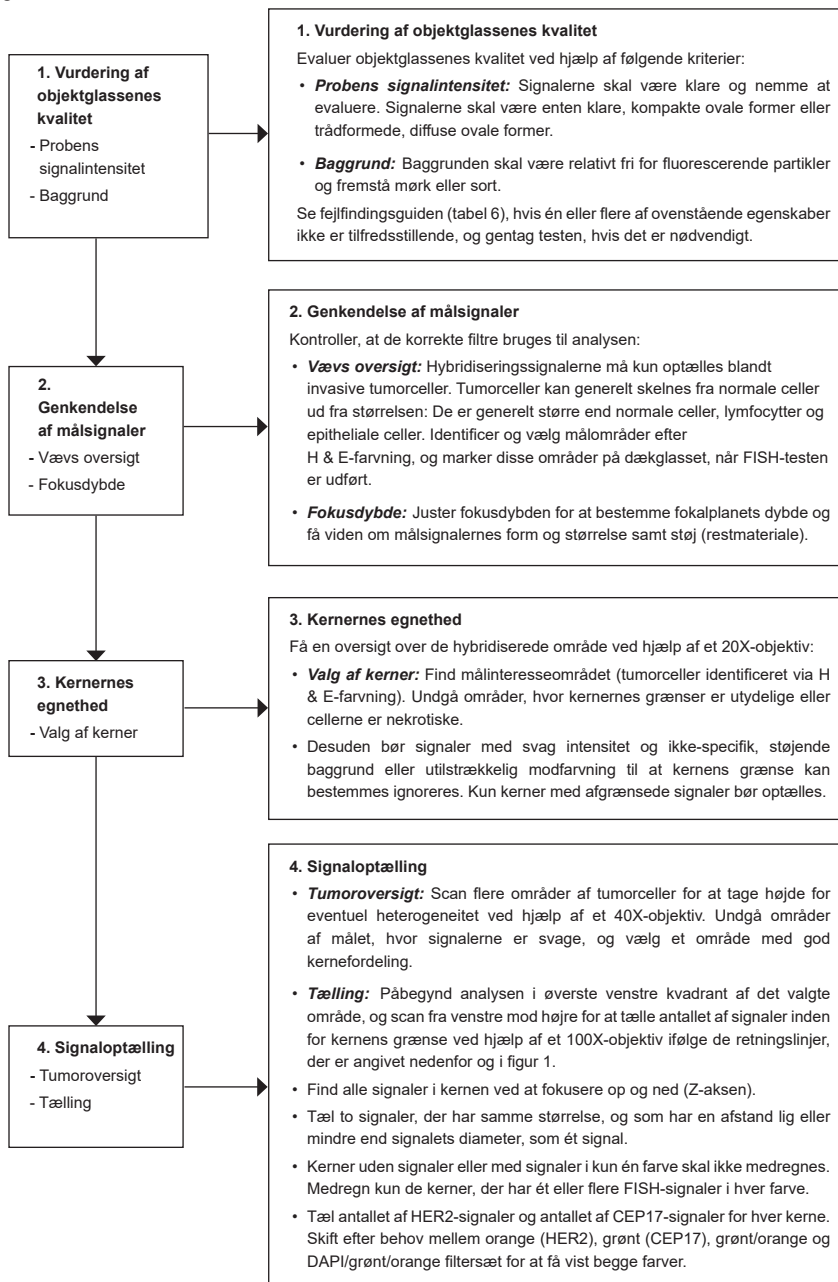 1. Vurdering af
objektglassenes
kvalitet
- Probens
signalintensitet
- Baggrund
1. Vurdering af objektglassenes kvalitet
Evaluer objektglassenes kvalitet ved hjælp af følgende kriterier:
• Probens signalintensitet: Signalerne skal være klare og nemme at
evaluere. Signalerne skal være enten klare, kompakte ovale former eller
trådformede, diffuse ovale former.
• Baggrund: Baggrunden skal være relativt fri for fluorescerende partikler
og fremstå mørk eller sort.
Se fejlfindingsguiden (tabel 6), hvis én eller flere af ovenstående egenskaber
ikke er tilfredsstillende, og gentag testen, hvis det er nødvendigt.
2.
Genkendelse
af målsignaler
- Vævs oversigt
- Fokusdybde
2. Genkendelse af målsignaler
Kontroller, at de korrekte filtre bruges til analysen:
• Vævs oversigt: Hybridiseringssignalerne må kun optælles blandt
invasive tumorceller. Tumorceller kan generelt skelnes fra normale celler
ud fra størrelsen: De er generelt større end normale celler, lymfocytter og
epitheliale celler. Identificer og vælg målområder efter
H & E-farvning, og marker disse områder på dækglasset, når FISH-testen
er udført.
• Fokusdybde: Juster fokusdybden for at bestemme fokalplanets dybde og
få viden om målsignalernes form og størrelse samt støj (restmateriale).
3. Kernernes
egnethed
- Valg af kerner
3. Kernernes egnethed
Få en oversigt over de hybridiserede område ved hjælp af et 20X-objektiv:
• Valg af kerner: Find målinteresseområdet (tumorceller identificeret via H
& E-farvning). Undgå områder, hvor kernernes grænser er utydelige eller
cellerne er nekrotiske.
• Desuden bør signaler med svag intensitet og ikke-specifik, støjende
baggrund eller utilstrækkelig modfarvning til at kernens grænse kan
bestemmes ignoreres. Kun kerner med afgrænsede signaler bør optælles.
4. Signaloptælling
- Tumoroversigt
- Tælling
4. Signaloptælling
• Tumoroversigt: Scan flere områder af tumorceller for at tage højde for
eventuel heterogeneitet ved hjælp af et 40X-objektiv. Undgå områder
af målet, hvor signalerne er svage, og vælg et område med god
kernefordeling.
• Tælling: Påbegynd analysen i øverste venstre kvadrant af det valgte
område, og scan fra venstre mod højre for at tælle antallet af signaler inden
for kernens grænse ved hjælp af et 100X-objektiv ifølge de retningslinjer,
der er angivet nedenfor og i figur 1.
• Find alle signaler i kernen ved at fokusere op og ned (Z-aksen).
• Tæl to signaler, der har samme størrelse, og som har en afstand lig eller
mindre end signalets diameter, som ét signal.
• Kerner uden signaler eller med signaler i kun én farve skal ikke medregnes.
Medregn kun de kerner, der har ét eller flere FISH-signaler i hver farve.
• Tæl antallet af HER2-signaler og antallet af CEP17-signaler for hver kerne.
Skift efter behov mellem orange (HER2), grønt (CEP17), grønt/orange og
DAPI/grønt/orange filtersæt for at få vist begge farver.